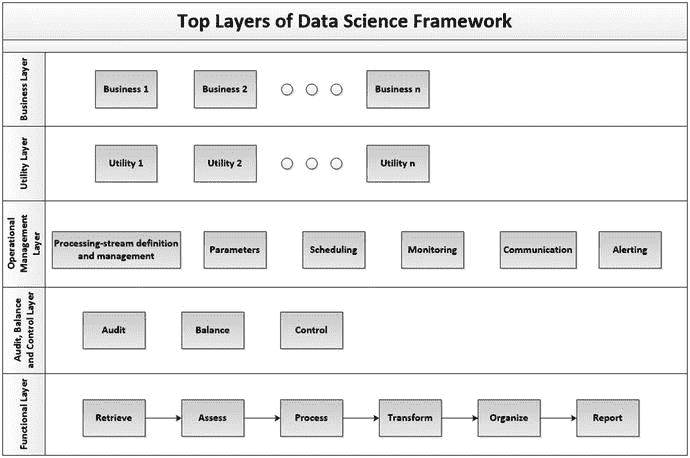 Top Layers of Data Science Framework
Business Layer
Business 1
Business 2
Business n
Utility Layer
Utility 1
Utility 2
Utility n
Operational
Management
Layer
Processing-stream definition
and management
Parameters
Scheduling
Monitoring
Communication
Alerting
Audit, Balance
and Control Layer
Audit
Balance
Control
Functional Layer
Retrieve
Assess
Process
Transform
Organize
Report